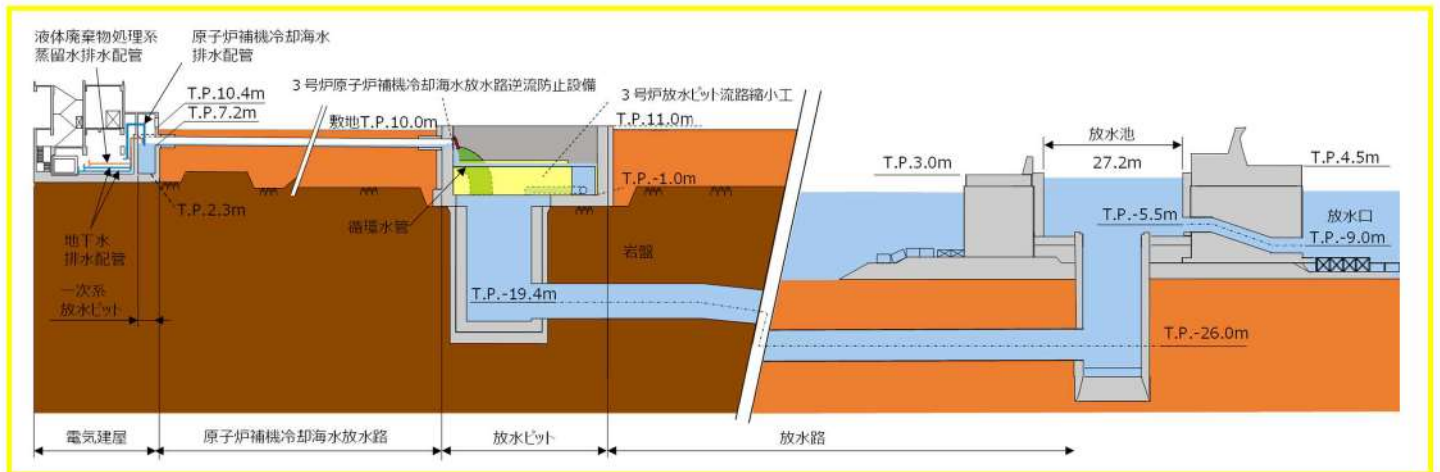 液体廃棄物処理系
蒸留水排水配管
原子炉補機冷却海水
排水配管
3号炉原子炉補機冷却海水放水路逆流防止設備
3号炉放水ピット流路縮小工
T.P.10.4m
T.P.7.2m
敷地T.P.10.0m
T.P.11.0m
放水池
27.2m
T.P.3.0m
T.P.4.5m
T.P.-1.0m
T.P.2.3m
循環水管
T.P.-5.5m
放水口
T.P.-9.0m
地下水
排水配管
岩盤
一次系
放水ピット
T.P.-19.4m
T.P.-26.0m
電気建屋
原子炉補機冷却海水放水路
放水ピット
放水路